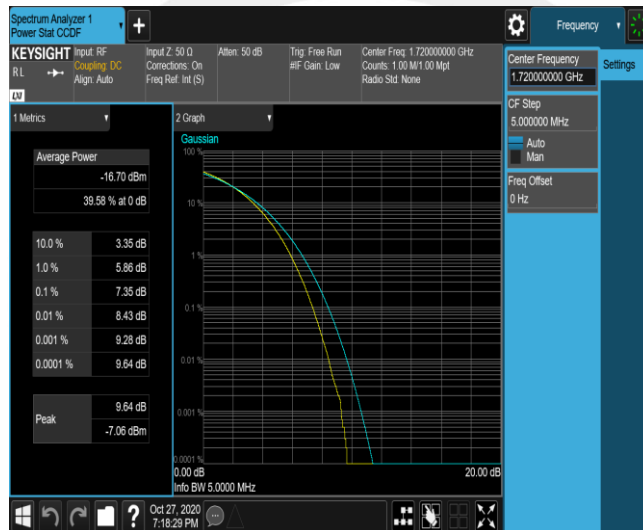 Spectrum Analyzer 1
Power Stat CCDF
+
Frequency
KEYSIGHT
RL
LXI
Input: RF
Coupling: DC
Align: Auto
Input Z: 50 Ω
Corrections: On
Freq Ref: Int (S)
Atten: 50 dB
Trig: Free Run
#IF Gain: Low
Center Freq: 1.720000000 GHz
Counts: 1.00 M/1.00 Mpt
Radio Std: None
Center Frequency
1.720000000 GHz
Settings
CF Step
5.000000 MHz
Auto
Man
Freq Offset
0 Hz
1 Metrics
Average Power
-16.70 dBm
39.58 % at 0 dB
10.0 % 3.35 dB
1.0 % 5.86 dB
0.1 % 7.35 dB
0.01 % 8.43 dB
0.001 % 9.28 dB
0.0001 % 9.64 dB
Peak
9.64 dB
-7.06 dBm
2 Graph
Gaussian
100 %
10 %
1 %
0.1 %
0.01 %
0.001 %
0.0001 %
0.00 dB 20.00 dB
Info BW 5.0000 MHz
?
Oct 27, 2020
7:18:29 PM